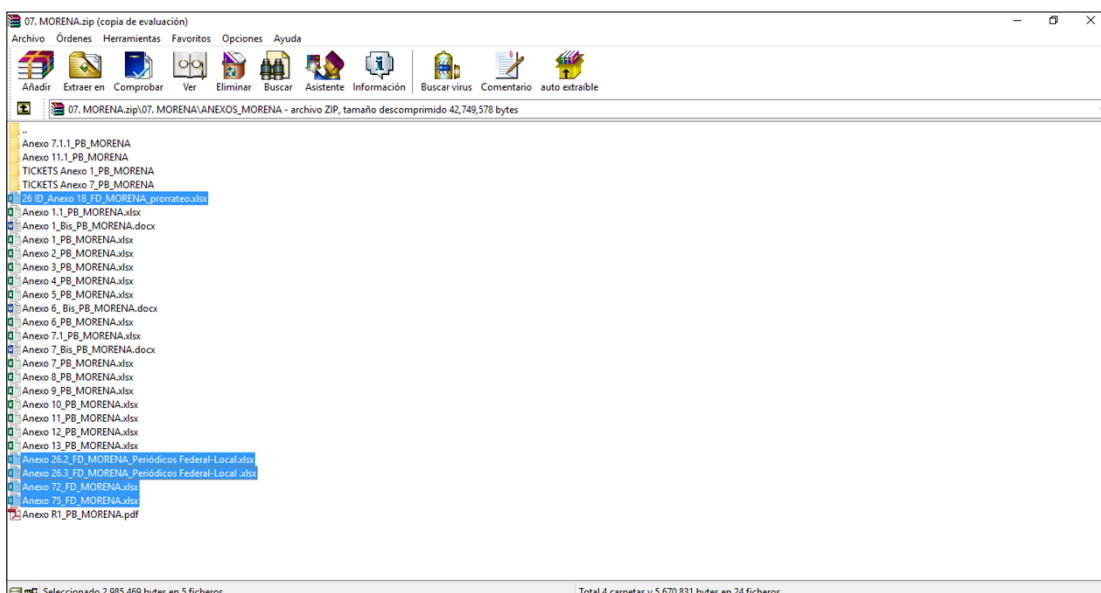 07. MORENA.zip (copia de evaluación)
Archivo Órdenes Herramientas Favoritos Opciones Ayuda
Añadir Extraer en Comprobar Ver Eliminar Buscar Asistente Información Buscar virus Comentario auto extraíble
07. MORENA.zip\07. MORENA\ANEXOS_MORENA - archivo ZIP, tamaño descomprimido 42,749,578 bytes
..
Anexo 7.1.1_PB_MORENA
Anexo 11.1_PB_MORENA
TICKETS Anexo 1_PB_MORENA
TICKETS Anexo 7_PB_MORENA
26 ID_Anexo 18_FD_MORENA_prorrateo.xlsx
Anexo 1.1_PB_MORENA.xlsx
Anexo 1_Bis_PB_MORENA.docx
Anexo 1_PB_MORENA.xlsx
Anexo 2_PB_MORENA.xlsx
Anexo 3_PB_MORENA.xlsx
Anexo 4_PB_MORENA.xlsx
Anexo 5_PB_MORENA.xlsx
Anexo 6_ Bis_PB_MORENA.docx
Anexo 6_PB_MORENA.xlsx
Anexo 7.1_PB_MORENA.xlsx
Anexo 7_Bis_PB_MORENA.docx
Anexo 7_PB_MORENA.xlsx
Anexo 8_PB_MORENA.xlsx
Anexo 9_PB_MORENA.xlsx
Anexo 10_PB_MORENA.xlsx
Anexo 11_PB_MORENA.xlsx
Anexo 12_PB_MORENA.xlsx
Anexo 13_PB_MORENA.xlsx
Anexo 26.2_FD_MORENA_Periódicos Federal-Local.xlsx
Anexo 26.3_FD_MORENA_Periódicos Federal-Local .xlsx
Anexo 72_FD_MORENA.xlsx
Anexo 75_FD_MORENA.xlsx
Anexo R1_PB_MORENA.pdf
Seleccionado 2,985,469 bytes en 5 ficheros Total 4 carpetas y 5,670,831 bytes en 24 ficheros